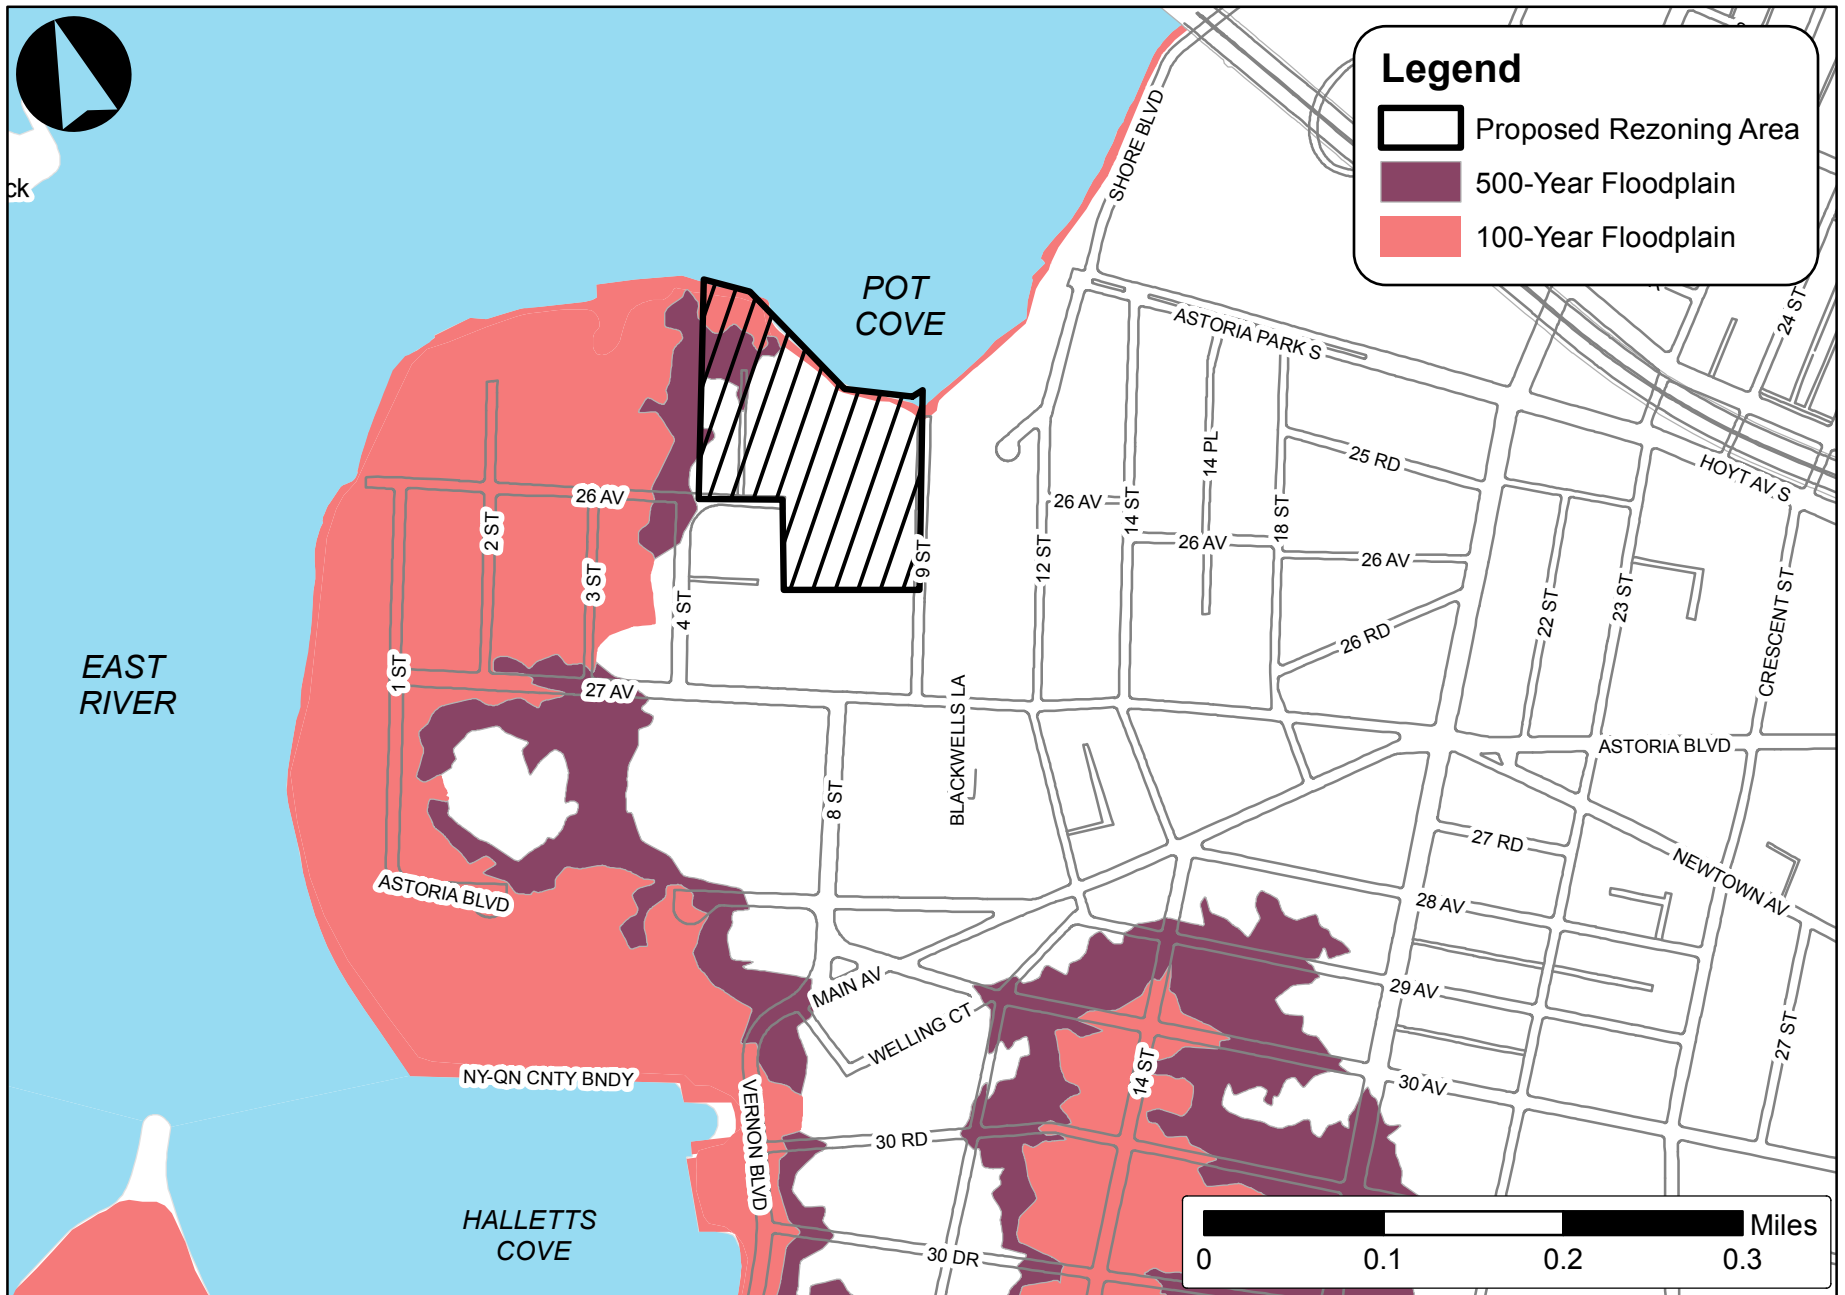 Legend
Proposed Rezoning Area
500-Year Floodplain
100-Year Floodplain
ck
SHORE BLVD
POT
COVE
24 ST
ASTORIA PARK S
14 PL
25 RD
HOYT AV S
26 AV
2 ST
3 ST
4 ST
9 ST
12 ST
26 AV
14 ST
26 AV
18 ST
26 AV
22 ST
23 ST
CRESCENT ST
26 RD
EAST
RIVER
1 ST
27 AV
BLACKWELLS LA
ASTORIA BLVD
8 ST
27 RD
NEWTOWN AV
ASTORIA BLVD
28 AV
MAIN AV
29 AV
WELLING CT
27 ST
NY-QN CNTY BNDY
14 ST
30 AV
VERNON BLVD
30 RD
HALLETTS
COVE
30 DR
Miles
0 0.1 0.2 0.3